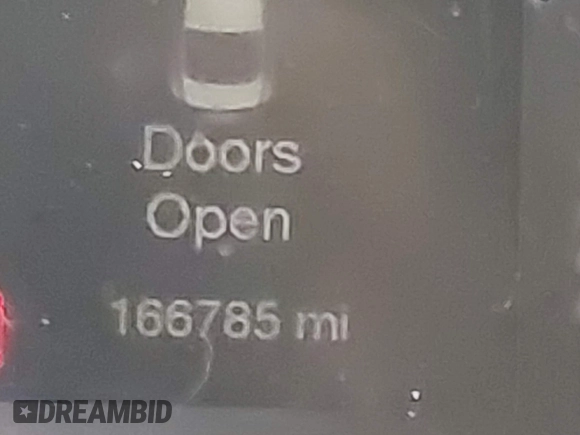 Doors
Open
166785 mi
DREAMBID